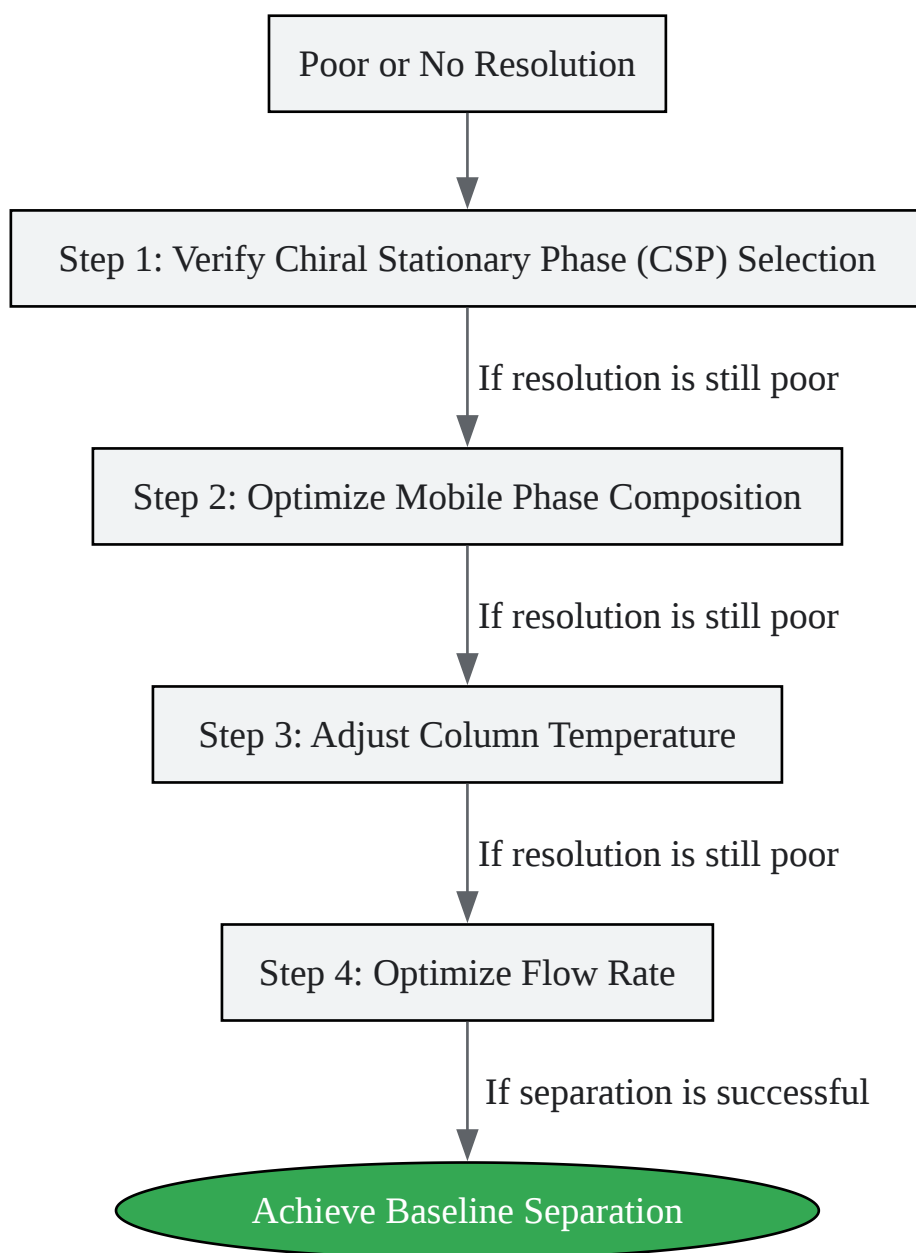 Poor or No Resolution
Step 1: Verify Chiral Stationary Phase (CSP) Selection
If resolution is still poor
Step 2: Optimize Mobile Phase Composition
If resolution is still poor
Step 3: Adjust Column Temperature
If resolution is still poor
Step 4: Optimize Flow Rate
If separation is successful
Achieve Baseline Separation